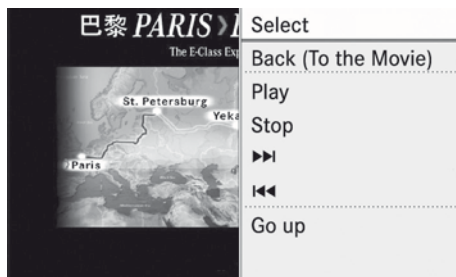 巴黎 PARIS
The E-Class Exp
St. Petersburg
Yeka
Paris
Select
Back (To the Movie)
Play
Stop
Go up